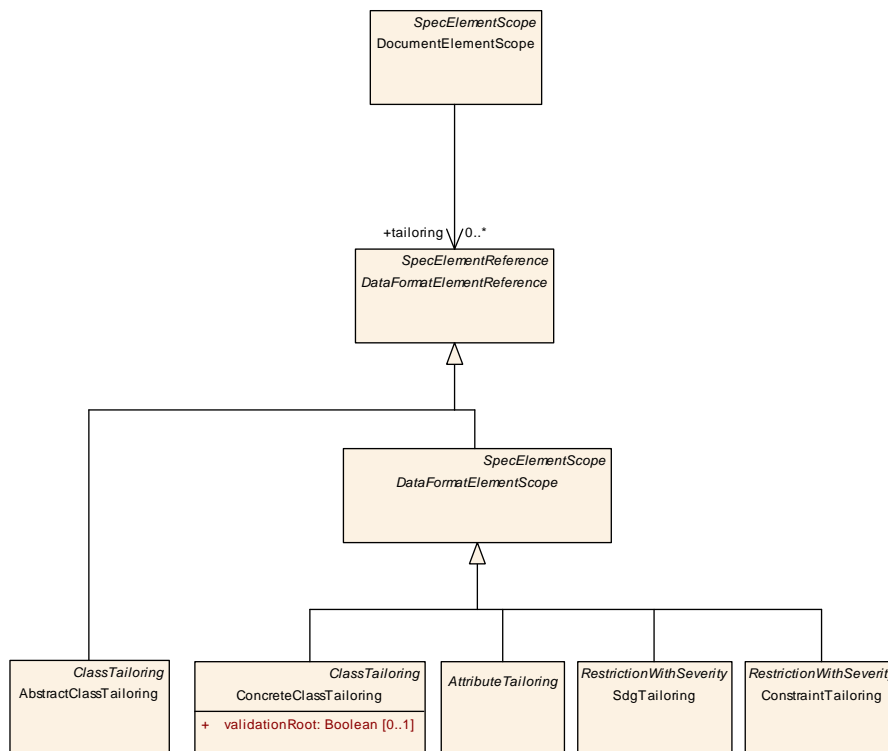 SpecElementScope
DocumentElementScope
+tailoring 0..*
SpecElementReference
DataFormatElementReference
SpecElementScope
DataFormatElementScope
ClassTailoring
AbstractClassTailoring
ClassTailoring
ConcreteClassTailoring
+ validationRoot: Boolean [0..1]
AttributeTailoring
RestrictionWithSeverity
SdgTailoring
RestrictionWithSeverity
ConstraintTailoring